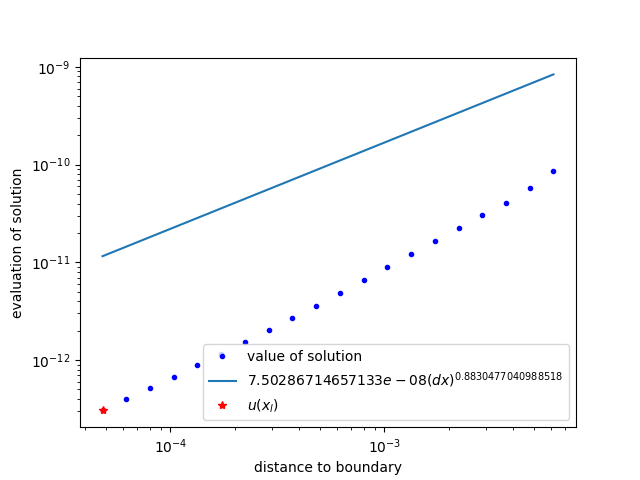 10⁻⁹
10⁻¹⁰
10⁻¹¹
10⁻¹²
evaluation of solution
value of solution
7.50286714657133e − 08(dx)^0.8830477040988518
u(x_l)
10⁻⁴
10⁻³
distance to boundary